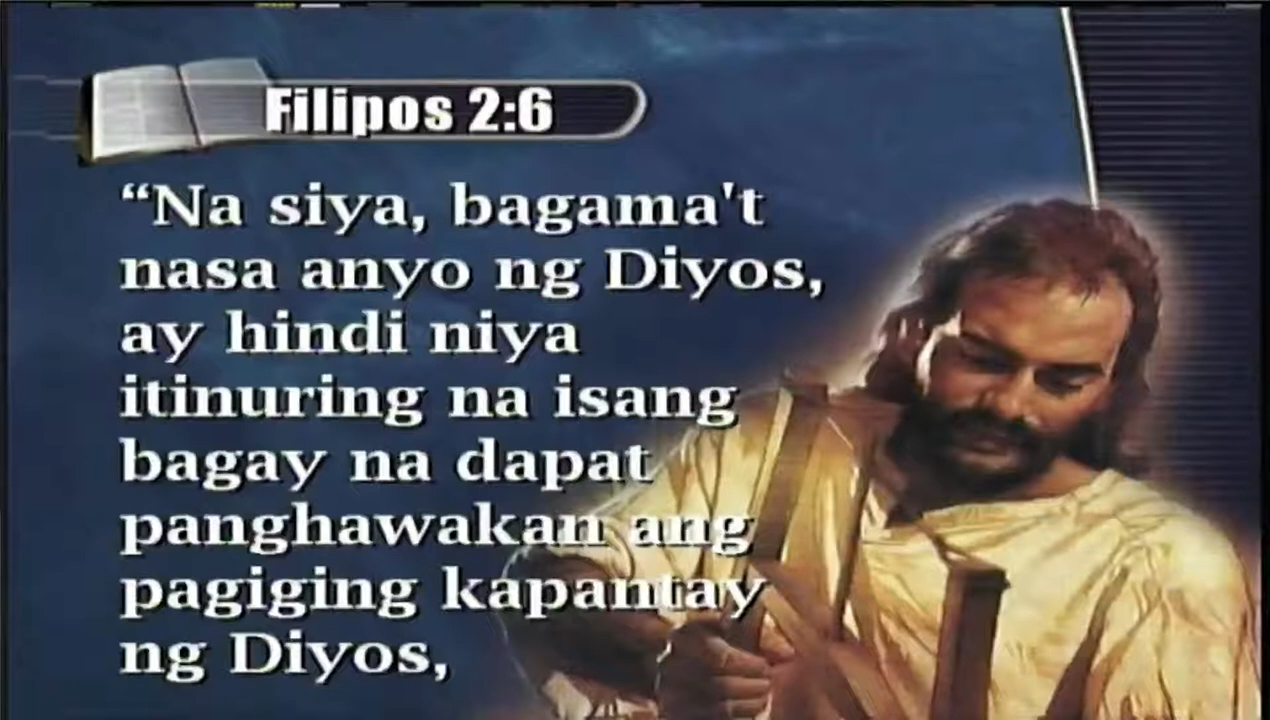 Filipos 2:6
“Na siya, bagama't
nasa anyo ng Diyos,
ay hindi niya
itinuring na isang
bagay na dapat
panghawakan ang
pagiging kapantay
ng Diyos,